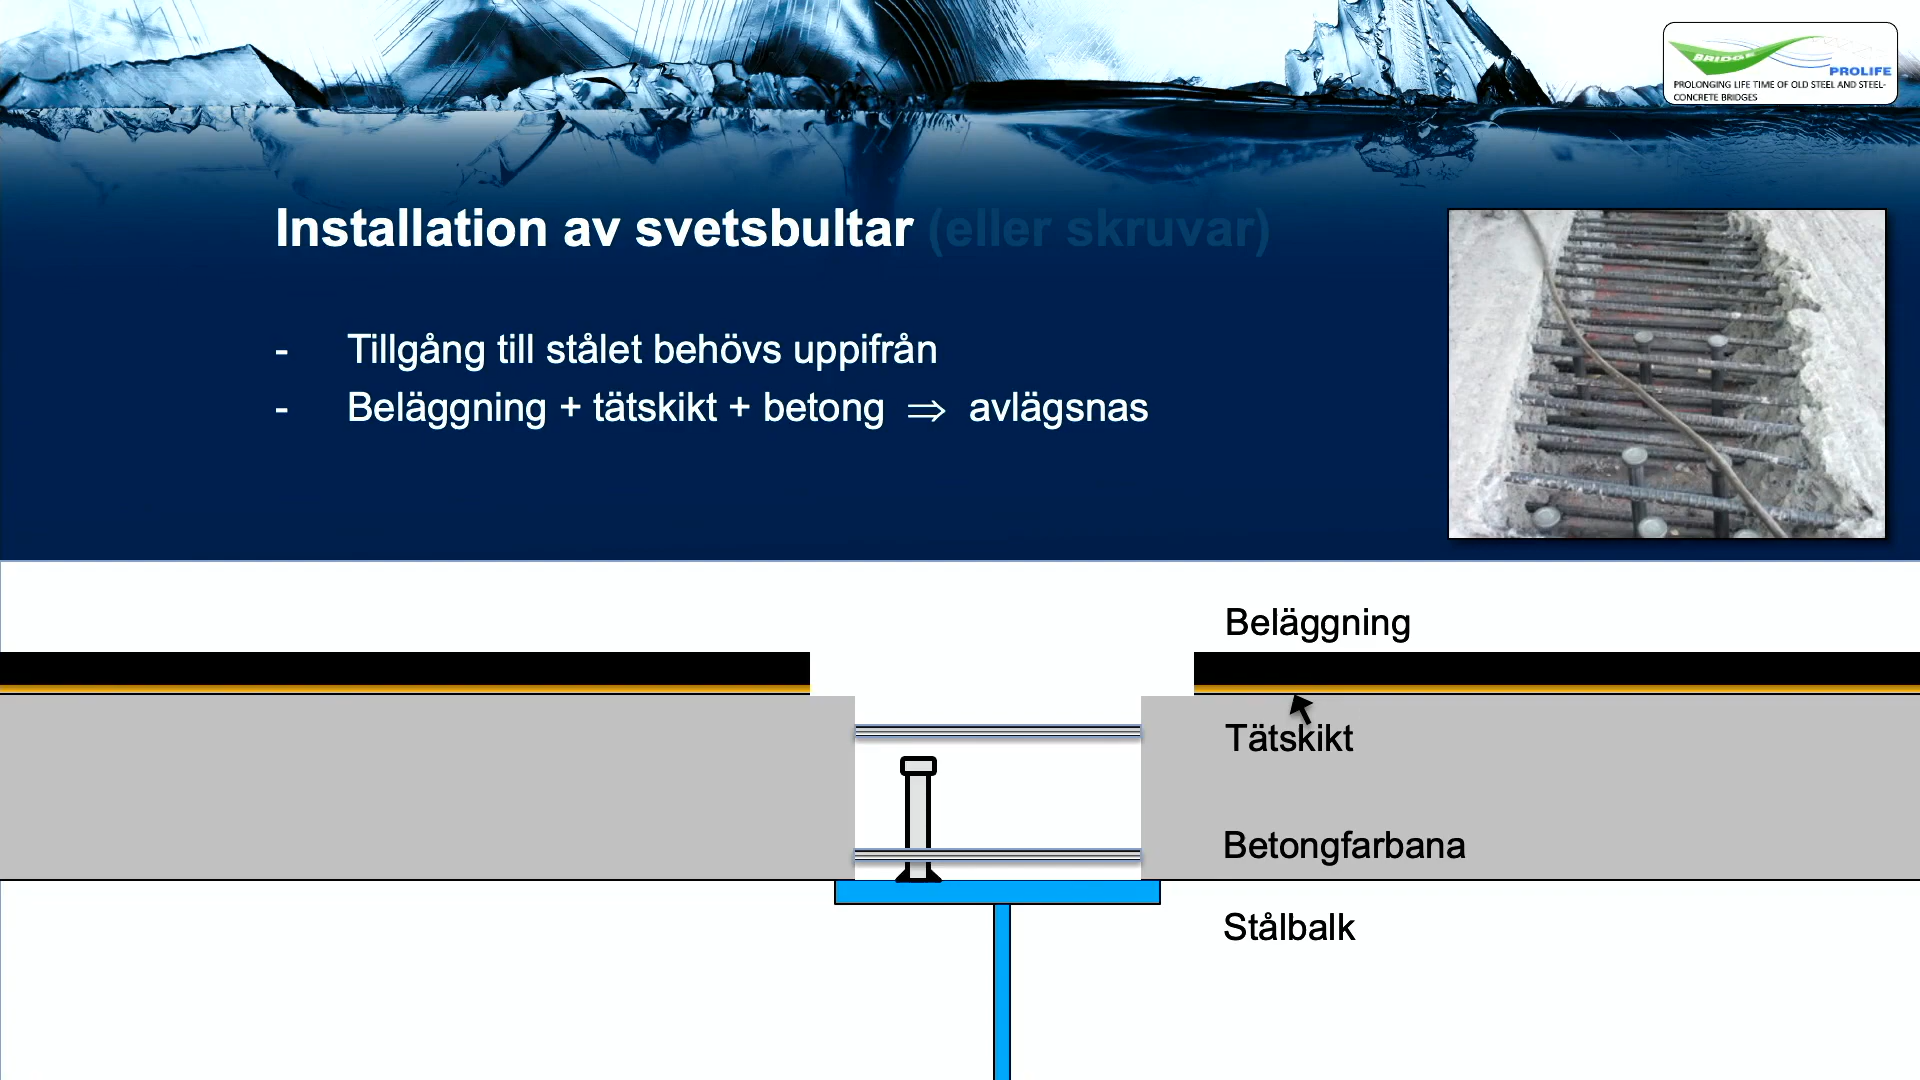 BRIDGE
PROLIFE
PROLONGING LIFE TIME OF OLD STEEL AND STEEL-
CONCRETE BRIDGES
Installation av svetsbultar (eller skruvar)
- Tillgång till stålet behövs uppifrån
- Beläggning + tätskikt + betong ⇒ avlägsnas
Beläggning
Tätskikt
Betongfarbana
Stålbalk